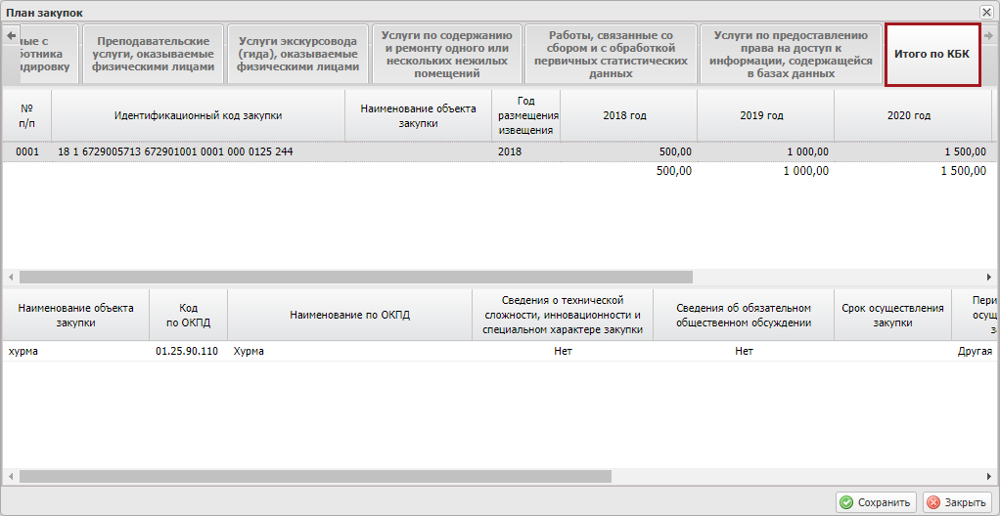 План закупок
ные с
ботника
ндировку
Преподавательские
услуги, оказываемые
физическими лицами
Услуги экскурсовода
(гида), оказываемые
физическими лицами
Услуги по содержанию
и ремонту одного или
нескольких нежилых
помещений
Работы, связанные со
сбором и с обработкой
первичных статистических
данных
Услуги по предоставлению
права на доступ к
информации, содержащейся
в базах данных
Итого по КБК
№
п/п
Идентификационный код закупки
Наименование объекта
закупки
Год
размещения
извещения
2018 год
2019 год
2020 год
0001 18 1 6729005713 672901001 0001 000 0125 244 2018 500,00 1 000,00 1 500,00
500,00 1 000,00 1 500,00
Наименование объекта
закупки
Код
по ОКПД
Наименование по ОКПД
Сведения о технической
сложности, инновационности и
специальном характере закупки
Сведения об обязательном
общественном обсуждении
Срок осуществления
закупки
Пери
осущ
за
хурма 01.25.90.110 Хурма Нет Нет Другая
Сохранить Закрыть